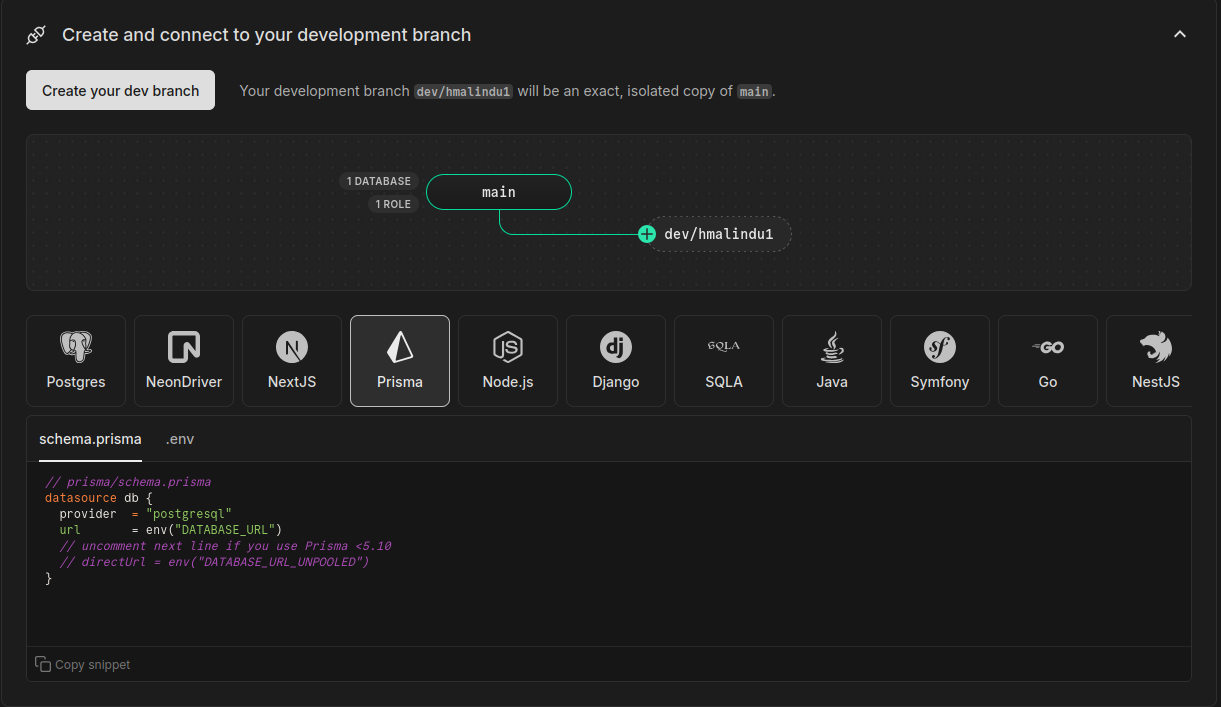 Create and connect to your development branch
Create your dev branch
Your development branch dev/hmalindu1 will be an exact, isolated copy of main.
1 DATABASE
main
1 ROLE
dev/hmalindu1
Postgres
NeonDriver
NextJS
Prisma
Node.js
Django
SQLA
Java
Symfony
Go
NestJS
schema.prisma
.env
// prisma/schema.prisma
datasource db {
  provider  = "postgresql"
  url       = env("DATABASE_URL")
  // uncomment next line if you use Prisma <5.10
  // directUrl = env("DATABASE_URL_UNPOOLED")
}
Copy snippet